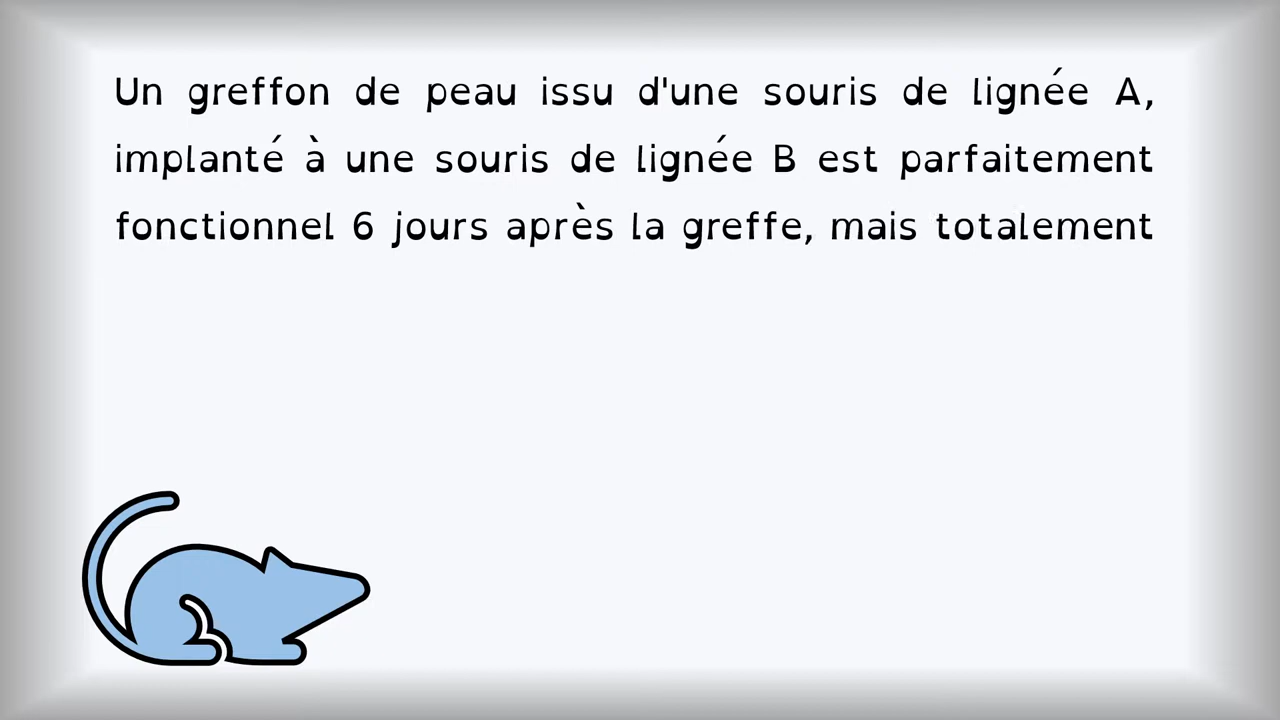 Un greffon de peau issu d'une souris de lignée A,
implanté à une souris de lignée B est parfaitement
fonctionnel 6 jours après la greffe, mais totalement